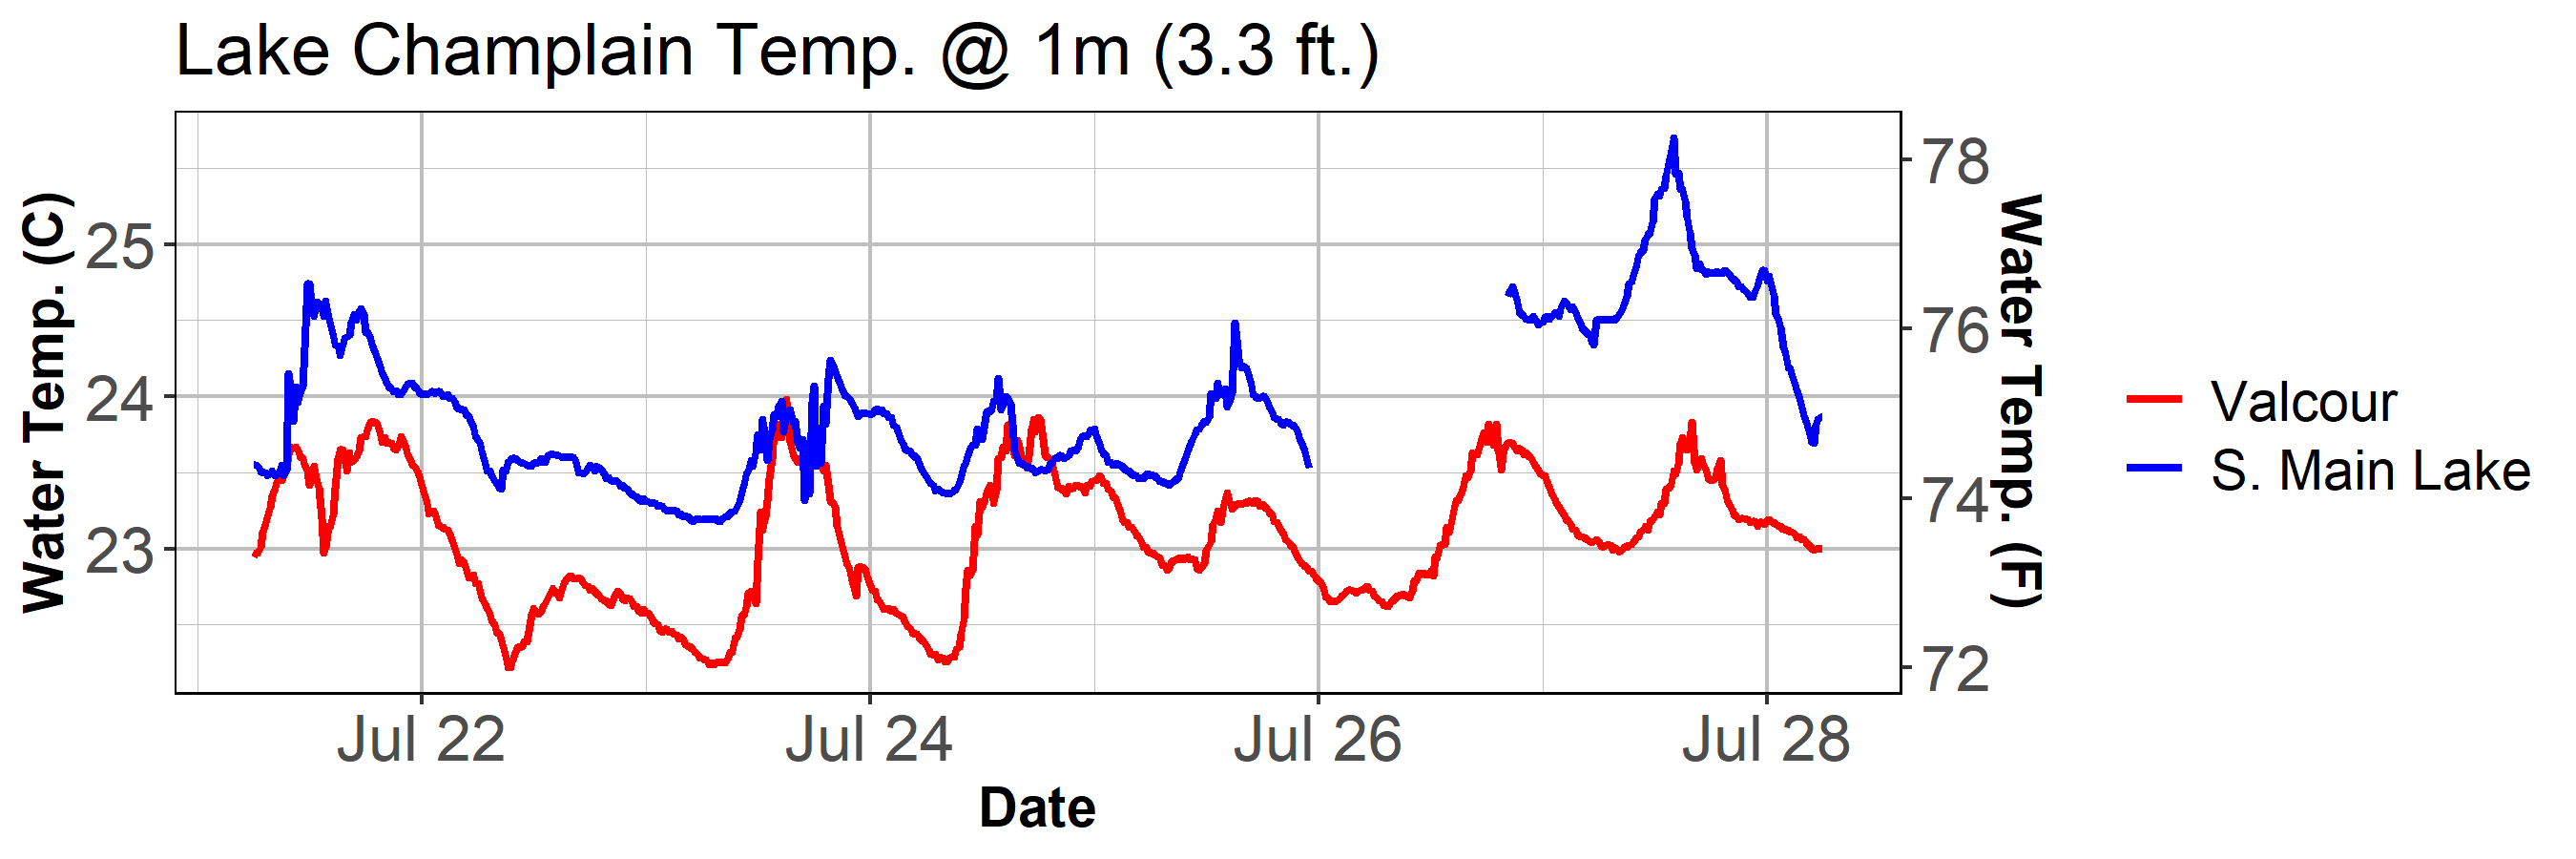 Lake Champlain Temp. @ 1m (3.3 ft.)
Water Temp. (C)
25
24
23
78
76
74
72
Water Temp. (F)
Jul 22
Jul 24
Jul 26
Jul 28
Date
Valcour
S. Main Lake